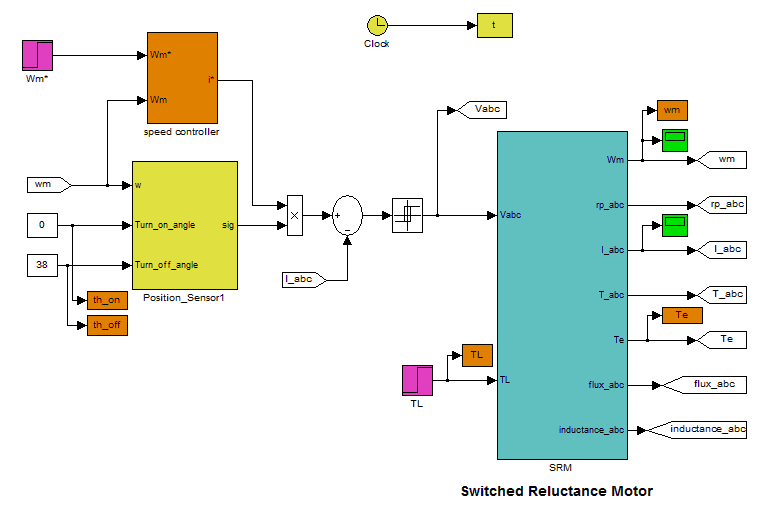 t
Clock
Wm*
Wm*
i*
Wm
speed controller
Vabc
wm
Wm
wm
wm
w
rp_abc
rp_abc
0
Turn_on_angle
sig
×
+
−
Vabc
I_abc
I_abc
38
Turn_off_angle
I_abc
Position_Sensor1
T_abc
T_abc
th_on
th_off
Te
Te
Te
TL
TL
TL
flux_abc
flux_abc
inductance_abc
inductance_abc
SRM
Switched Reluctance Motor